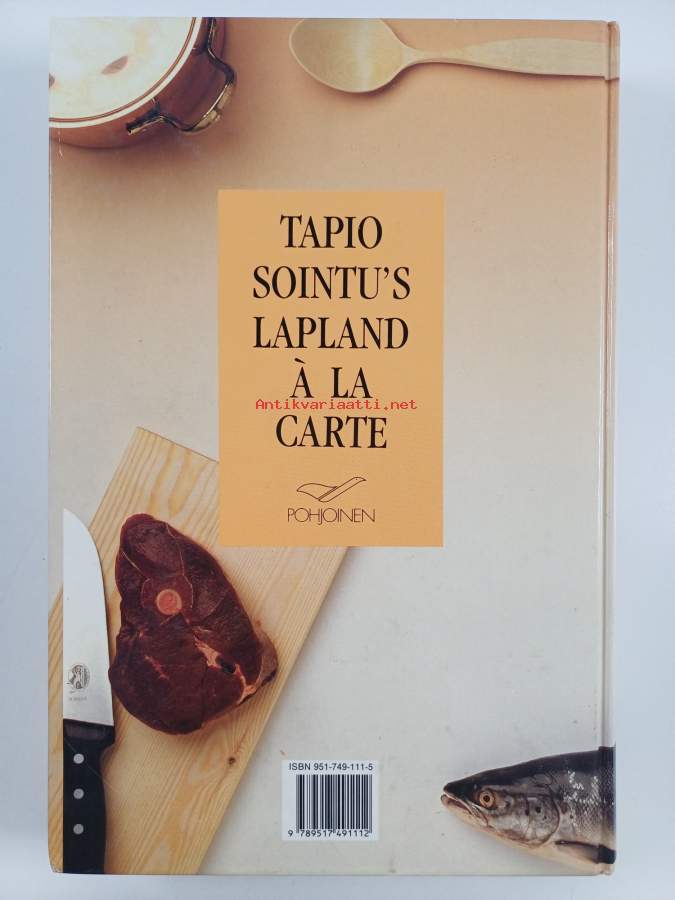 TAPIO
SOINTU'S
LAPLAND
À LA
Antikvariaatti.net
CARTE
POHJOINEN
ISBN 951-749-111-5
9 789517 491112